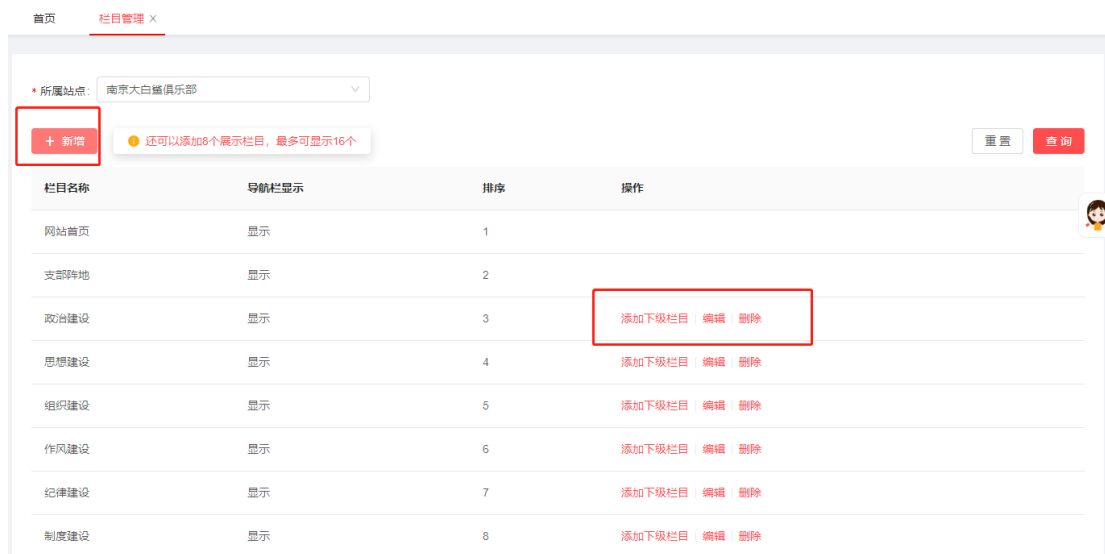 首页 栏目管理 ×
* 所属站点: 南京大白鲨俱乐部
+ 新增 还可以添加8个展示栏目，最多可显示16个 重置 查询
栏目名称 导航栏显示 排序 操作
网站首页 显示 1
支部阵地 显示 2
政治建设 显示 3 添加下级栏目 | 编辑 | 删除
思想建设 显示 4 添加下级栏目 | 编辑 | 删除
组织建设 显示 5 添加下级栏目 | 编辑 | 删除
作风建设 显示 6 添加下级栏目 | 编辑 | 删除
纪律建设 显示 7 添加下级栏目 | 编辑 | 删除
制度建设 显示 8 添加下级栏目 | 编辑 | 删除